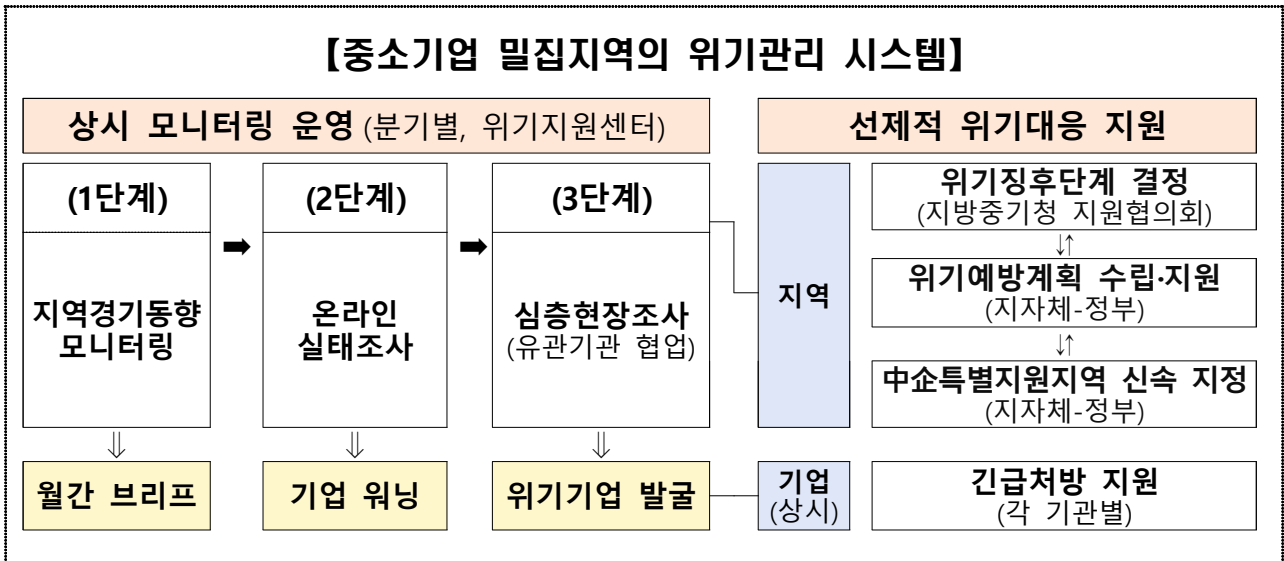 【중소기업 밀집지역의 위기관리 시스템】
상시 모니터링 운영 (분기별, 위기지원센터)
(1단계)
지역경기동향
모니터링
월간 브리프
(2단계)
온라인
실태조사
기업 워닝
(3단계)
심층현장조사
(유관기관 협업)
위기기업 발굴
선제적 위기대응 지원
지역
위기징후단계 결정
(지방중기청 지원협의회)
위기예방계획 수립·지원
(지자체-정부)
中企특별지원지역 신속 지정
(지자체-정부)
기업
(상시)
긴급처방 지원
(각 기관별)